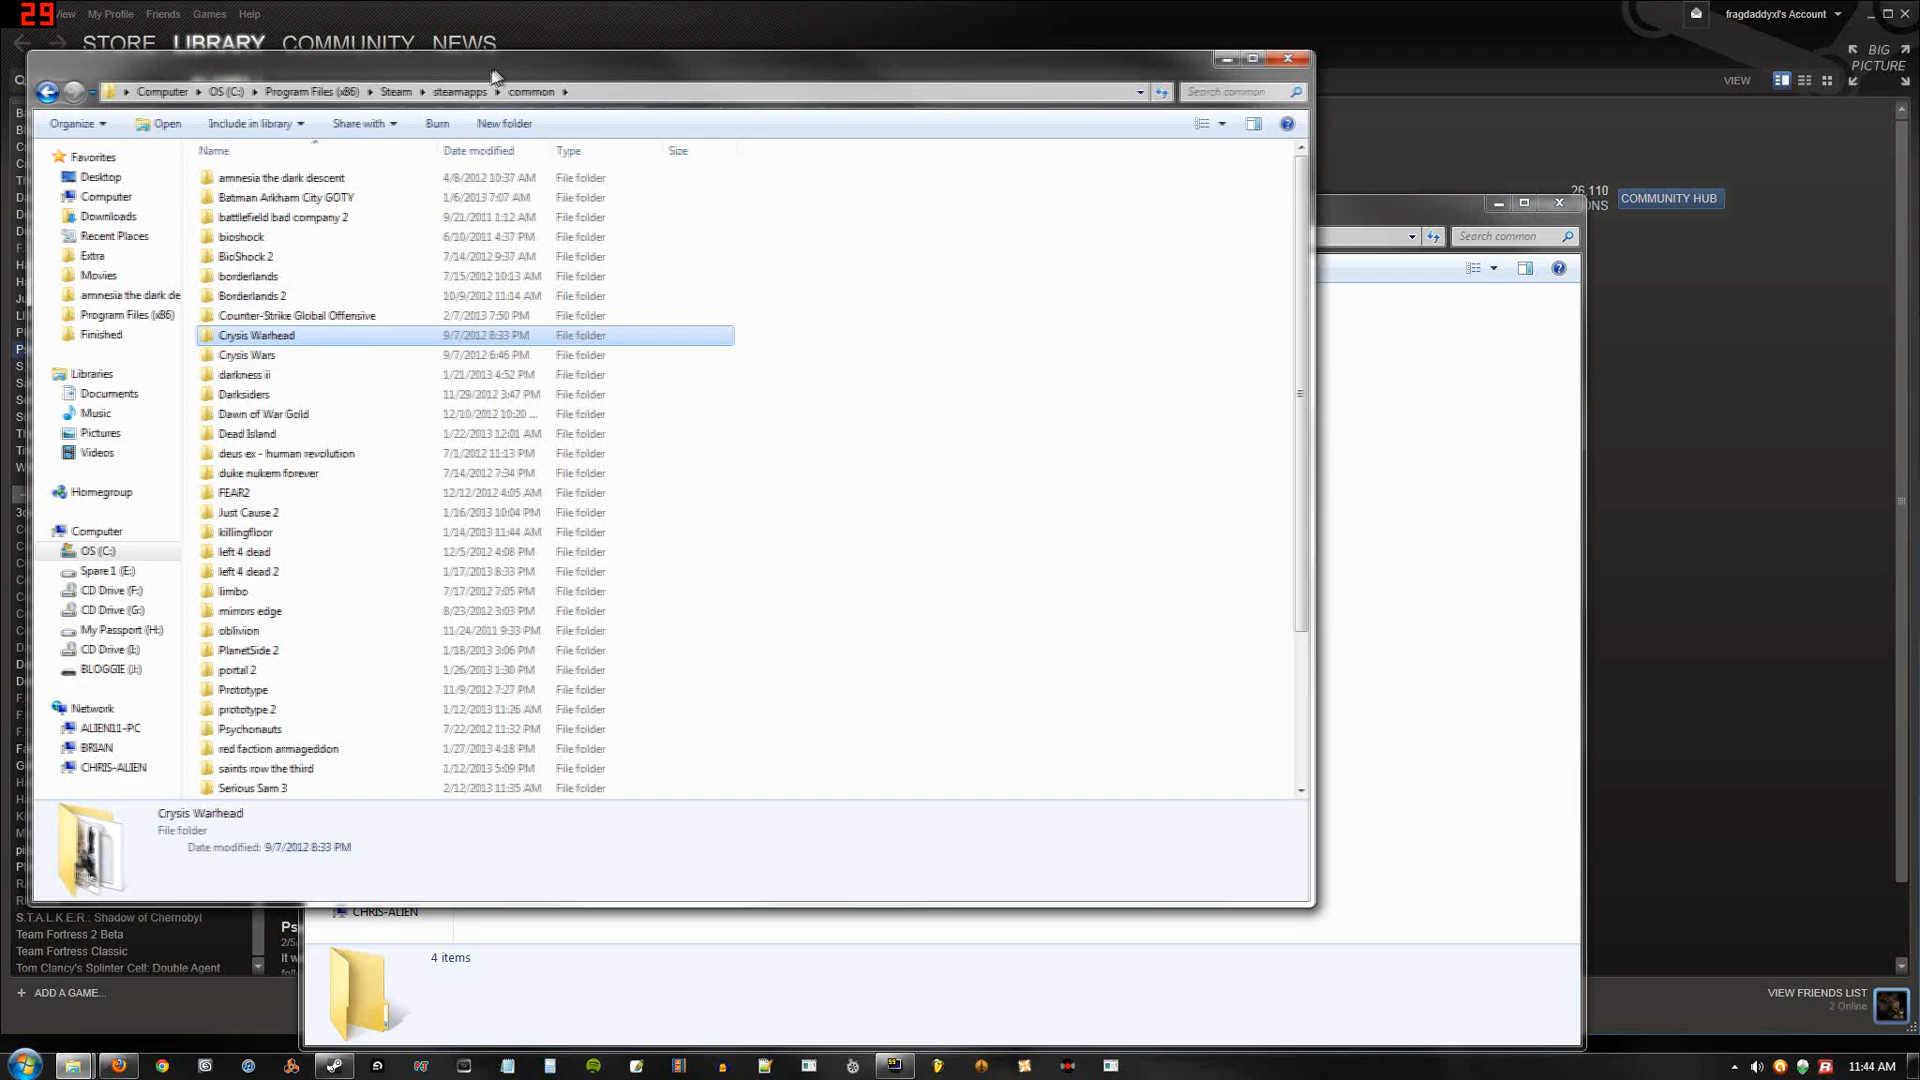 29
View My Profile Friends Games Help
fragdaddyxl's Account
STORE LIBRARY COMMUNITY NEWS
BIG PICTURE
VIEW
Computer OS (C:) Program Files (x86) Steam steamapps common
Search common
Organize Open Include in library Share with Burn New folder
Name Date modified Type Size
Favorites
Desktop
Computer
Downloads
Recent Places
Extra
Movies
amnesia the dark de
Program Files (x86)
Finished
Libraries
Documents
Music
Pictures
Videos
Homegroup
Computer
OS (C:)
Spare 1 (E:)
CD Drive (F:)
CD Drive (G:)
My Passport (H:)
CD Drive (I:)
BLOGGIE (J:)
Network
ALIEN11-PC
BRIAN
CHRIS-ALIEN
amnesia the dark descent 4/8/2012 10:37 AM File folder
Batman Arkham City GOTY 1/6/2013 7:07 AM File folder
battlefield bad company 2 9/21/2011 1:12 AM File folder
bioshock 6/10/2011 4:37 PM File folder
BioShock 2 7/14/2012 9:37 AM File folder
borderlands 7/15/2012 10:13 AM File folder
Borderlands 2 10/9/2012 11:14 AM File folder
Counter-Strike Global Offensive 2/7/2013 7:50 PM File folder
Crysis Warhead 9/7/2012 8:33 PM File folder
Crysis Wars 9/7/2012 6:46 PM File folder
darkness ii 1/21/2013 4:52 PM File folder
Darksiders 11/29/2012 3:47 PM File folder
Dawn of War Gold 12/10/2012 10:20 ... File folder
Dead Island 1/22/2013 12:01 AM File folder
deus ex - human revolution 7/1/2012 11:13 PM File folder
duke nukem forever 7/14/2012 7:34 PM File folder
FEAR2 12/12/2012 4:05 AM File folder
Just Cause 2 1/16/2013 10:04 PM File folder
killingfloor 1/14/2013 11:44 AM File folder
left 4 dead 12/5/2012 4:08 PM File folder
left 4 dead 2 1/17/2013 8:33 PM File folder
limbo 7/17/2012 7:05 PM File folder
mirrors edge 8/23/2012 3:03 PM File folder
oblivion 11/24/2011 9:33 PM File folder
PlanetSide 2 1/18/2013 3:06 PM File folder
portal 2 1/26/2013 1:30 PM File folder
Prototype 11/9/2012 7:27 PM File folder
prototype 2 1/12/2013 11:26 AM File folder
Psychonauts 7/22/2012 11:32 PM File folder
red faction armageddon 1/27/2013 4:18 PM File folder
saints row the third 1/12/2013 5:09 PM File folder
Serious Sam 3 2/12/2013 11:35 AM File folder
Crysis Warhead
File folder
Date modified: 9/7/2012 8:33 PM
26,110
COMMUNITY HUB
Search common
CHRIS-ALIEN
4 items
S.T.A.L.K.E.R.: Shadow of Chernobyl
Team Fortress 2 Beta
Team Fortress Classic
Tom Clancy's Splinter Cell: Double Agent
+ ADD A GAME...
VIEW FRIENDS LIST
2 Online
11:44 AM